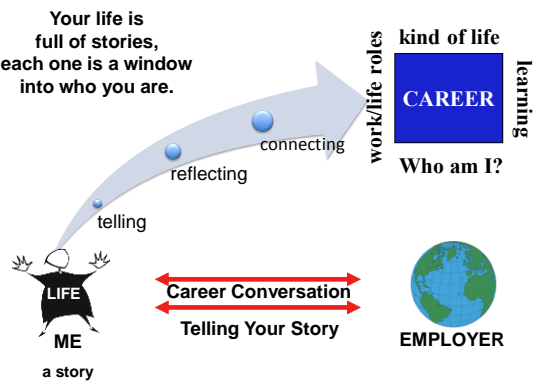 Your life is
full of stories,
each one is a window
into who you are.
kind of life
work/life roles
CAREER
learning
Who am I?
connecting
reflecting
telling
LIFE
ME
a story
Career Conversation
Telling Your Story
EMPLOYER